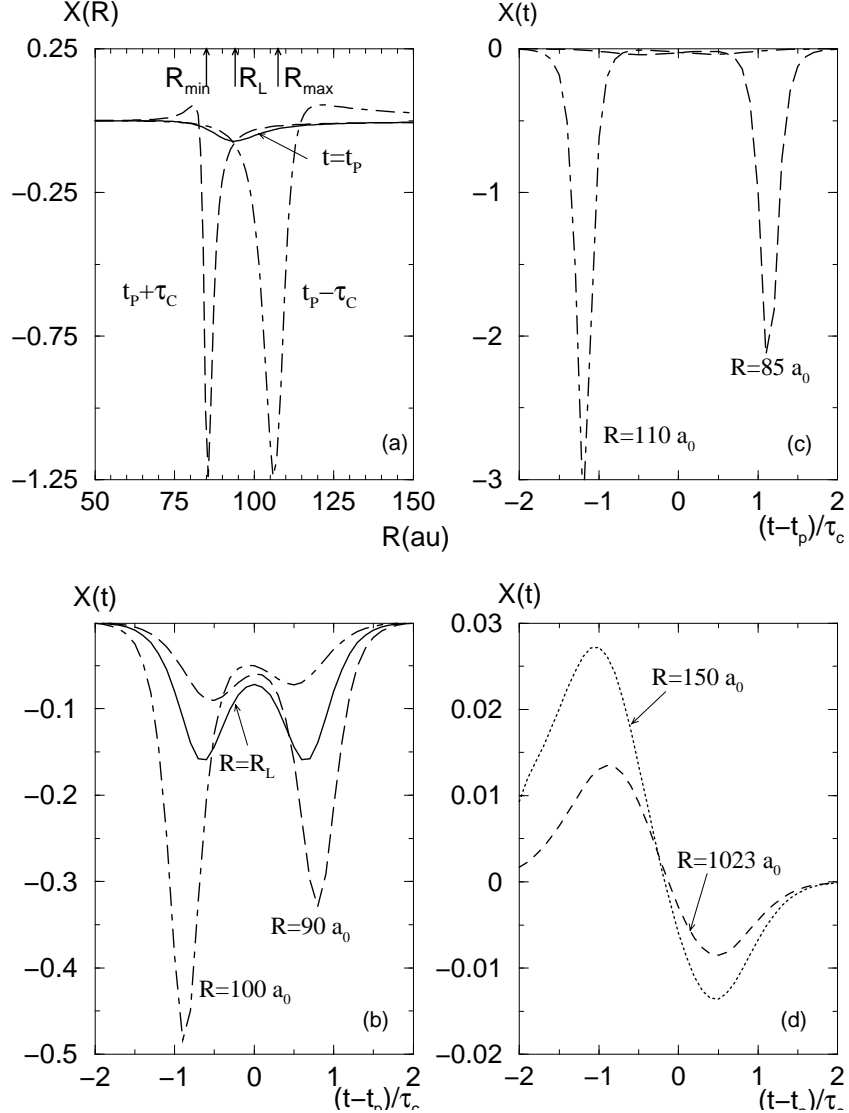 X(R)
0.25
R_min R_L R_max
0
t=t_P
−0.25
−0.75
t_P+τ_C t_P−τ_C
−1.25
(a)
50 75 100 125 150
R(au)
X(t)
0
−1
−2
−3
R=85 a_0
R=110 a_0
(c)
−2 −1 0 1 2
(t−t_p)/τ_c
X(t)
−0.1
−0.2
−0.3
−0.4
−0.5
R=R_L
R=90 a_0
R=100 a_0
(b)
−2 −1 0 1 2
(t−t_p)/τ_c
X(t)
0.03
0.02
0.01
0
−0.01
−0.02
R=150 a_0
R=1023 a_0
(d)
−2 −1 0 1 2
(t−t_p)/τ_c